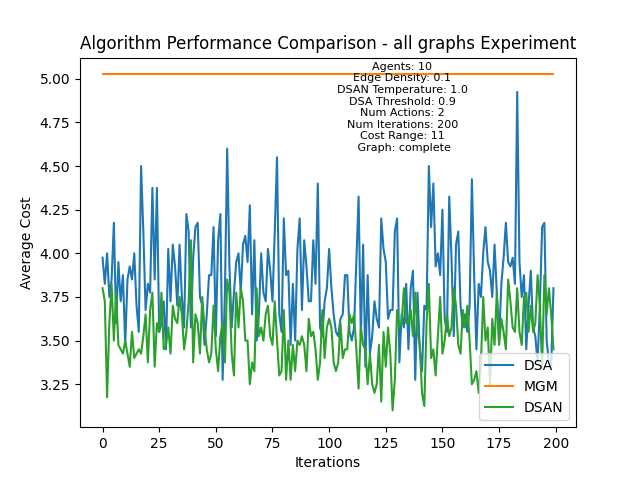 Algorithm Performance Comparison - all graphs Experiment
Agents: 10
Edge Density: 0.1
DSAN Temperature: 1.0
DSA Threshold: 0.9
Num Actions: 2
Num Iterations: 200
Cost Range: 11
Graph: complete
Average Cost
5.00
4.75
4.50
4.25
4.00
3.75
3.50
3.25
DSA
MGM
DSAN
0 25 50 75 100 125 150 175 200
Iterations